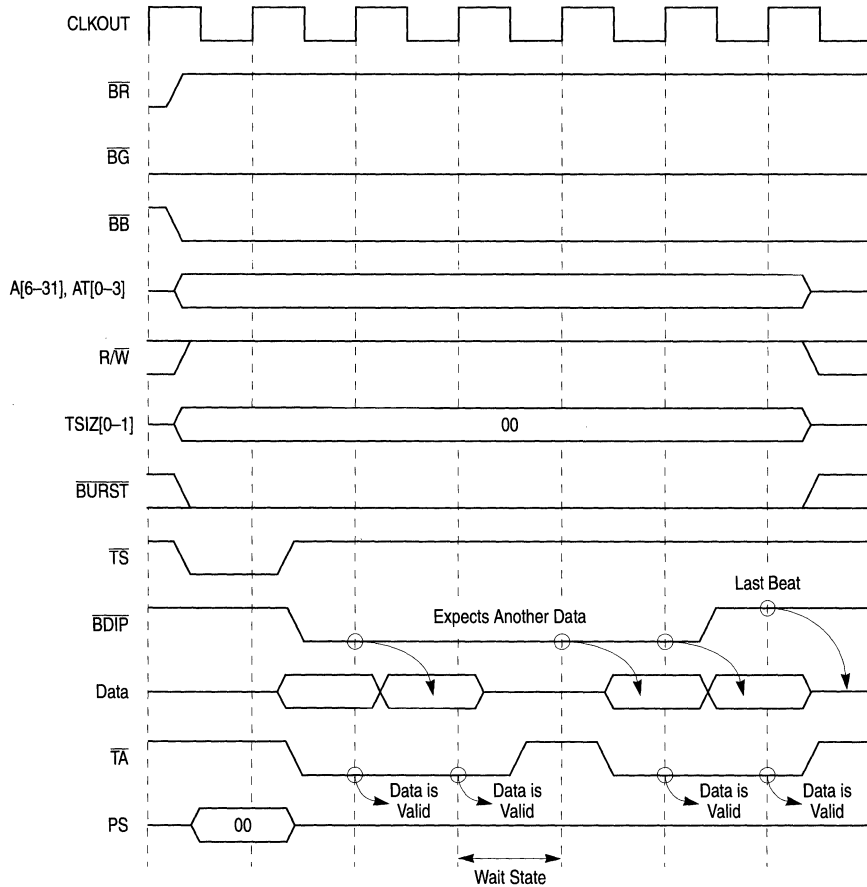 CLKOUT
BR
BG
BB
A[6–31], AT[0–3]
R/W
TSIZ[0–1]
00
BURST
TS
Last Beat
BDIP
Expects Another Data
Data
TA
Data is
Valid
Data is
Valid
Data is
Valid
Data is
Valid
PS
00
Wait State